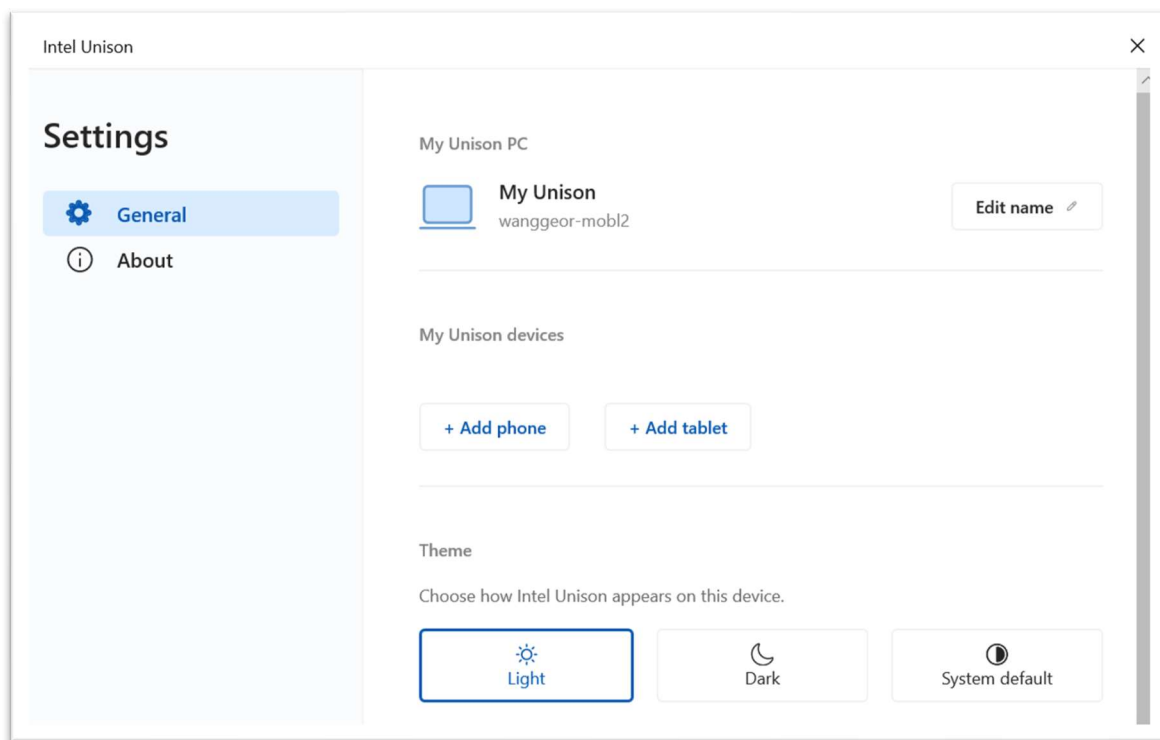 Intel Unison
Settings
General
About
My Unison PC
My Unison
wanggeor-mobl2
Edit name
My Unison devices
+ Add phone
+ Add tablet
Theme
Choose how Intel Unison appears on this device.
Light
Dark
System default